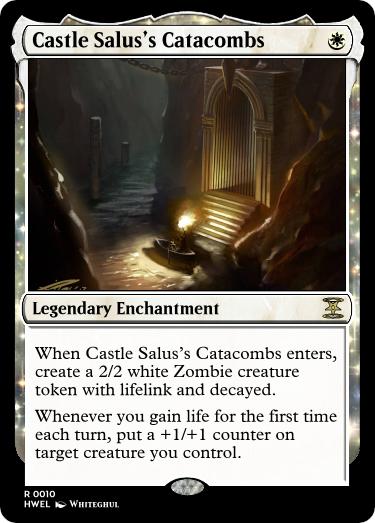 Castle Salus's Catacombs
Legendary Enchantment
When Castle Salus's Catacombs enters,
create a 2/2 white Zombie creature
token with lifelink and decayed.
Whenever you gain life for the first time
each turn, put a +1/+1 counter on
target creature you control.
R 0010
HWEL Whiteghul